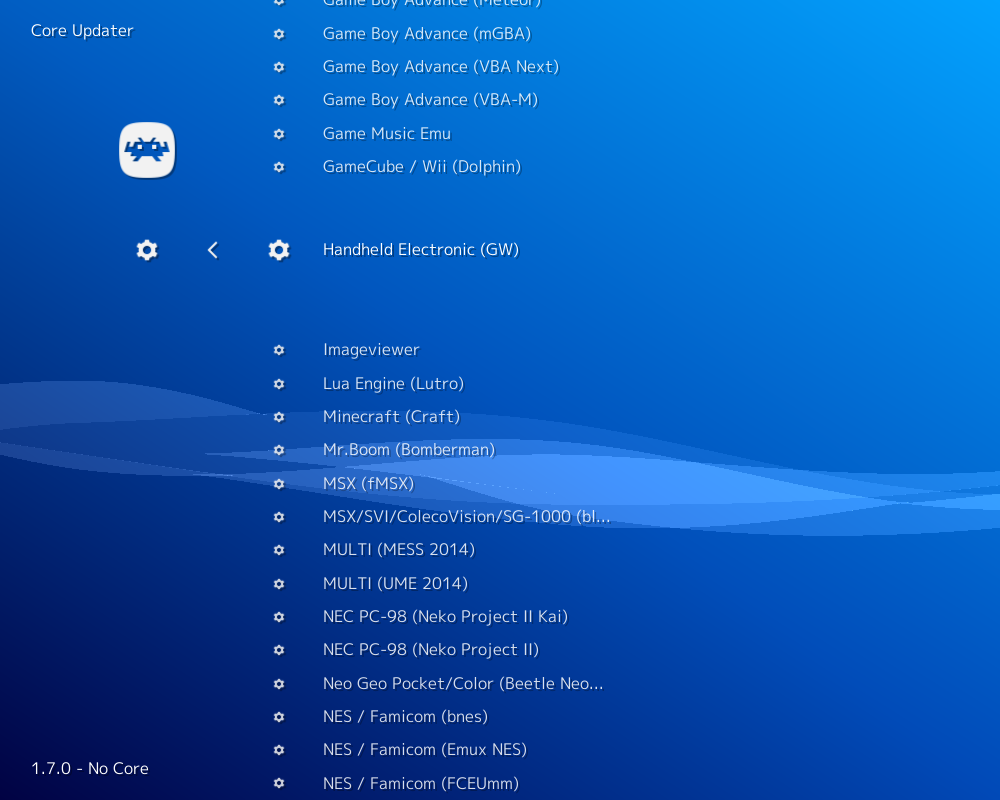 Game Boy Advance (Meteor)
Core Updater
Game Boy Advance (mGBA)
Game Boy Advance (VBA Next)
Game Boy Advance (VBA-M)
Game Music Emu
GameCube / Wii (Dolphin)
Handheld Electronic (GW)
Imageviewer
Lua Engine (Lutro)
Minecraft (Craft)
Mr.Boom (Bomberman)
MSX (fMSX)
MSX/SVI/ColecoVision/SG-1000 (bl...
MULTI (MESS 2014)
MULTI (UME 2014)
NEC PC-98 (Neko Project II Kai)
NEC PC-98 (Neko Project II)
Neo Geo Pocket/Color (Beetle Neo...
NES / Famicom (bnes)
NES / Famicom (Emux NES)
1.7.0 - No Core
NES / Famicom (FCEUmm)